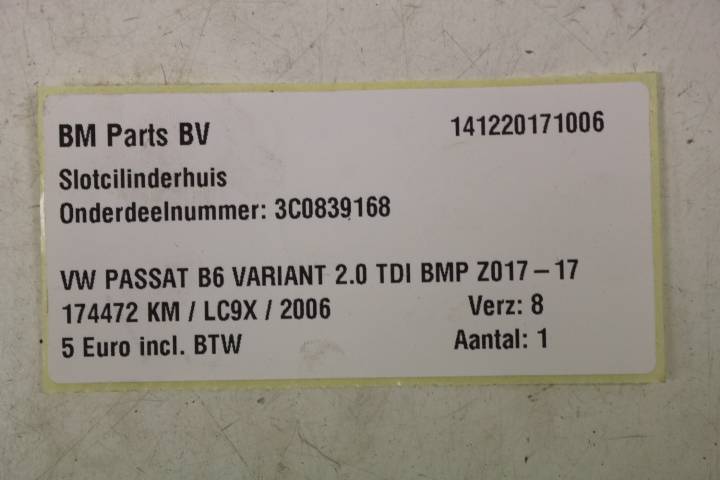 BM Parts BV 141220171006
Slotcilinderhuis
Onderdeelnummer: 3C0839168
VW PASSAT B6 VARIANT 2.0 TDI BMP Z017-17
174472 KM / LC9X / 2006 Verz: 8
5 Euro incl. BTW Aantal: 1